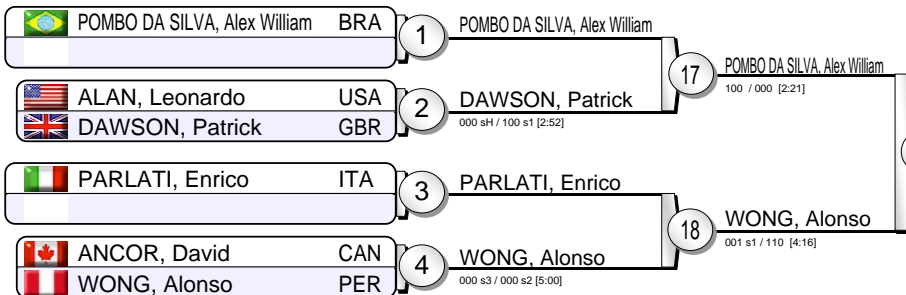 POMBO DA SILVA, Alex William BRA
1
POMBO DA SILVA, Alex William
17
POMBO DA SILVA, Alex William
100 / 000 [2:21]
ALAN, Leonardo USA
DAWSON, Patrick GBR
2
DAWSON, Patrick
000 sH / 100 s1 [2:52]
PARLATI, Enrico ITA
3
PARLATI, Enrico
18
WONG, Alonso
001 s1 / 110 [4:16]
ANCOR, David CAN
WONG, Alonso PER
4
WONG, Alonso
000 s3 / 000 s2 [5:00]